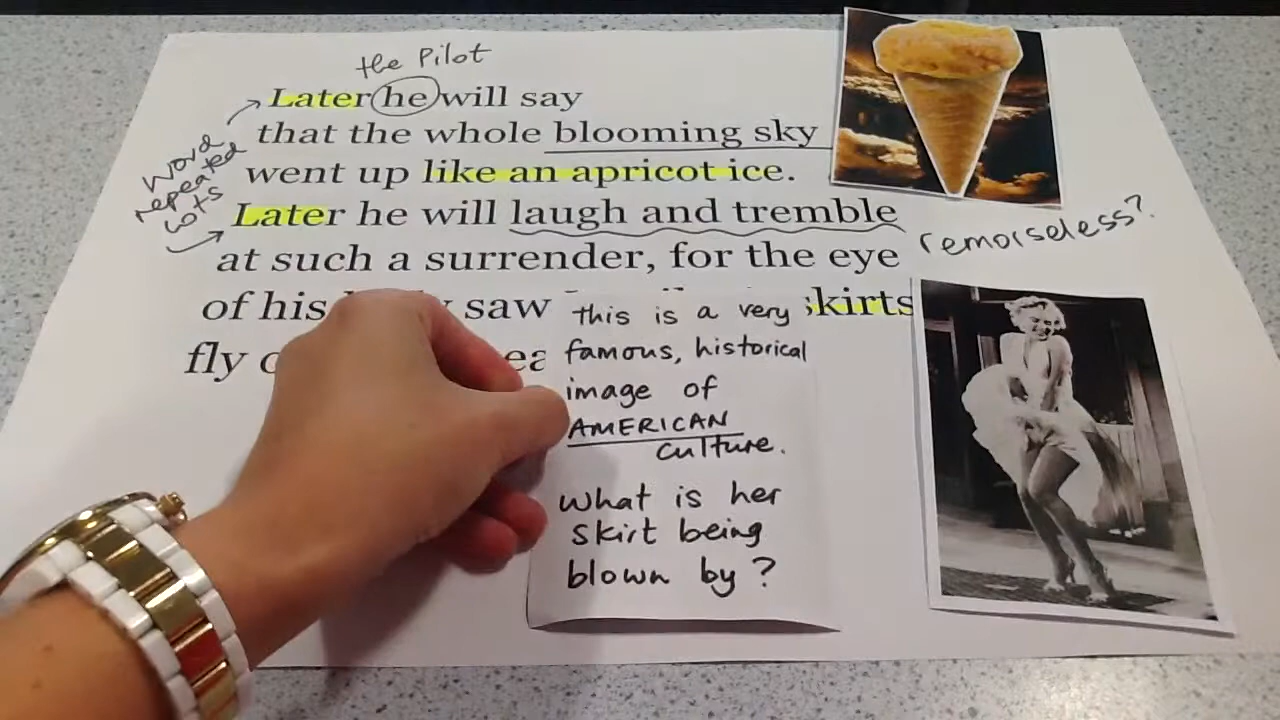 the Pilot
Later he will say
that the whole blooming sky
went up like an apricot ice.
Word
repeated
lots
Later he will laugh and tremble
at such a surrender, for the eye
remorseless?
of his saw skirts
fly
this is a very
famous, historical
image of
AMERICAN
culture.
What is her
skirt being
blown by?